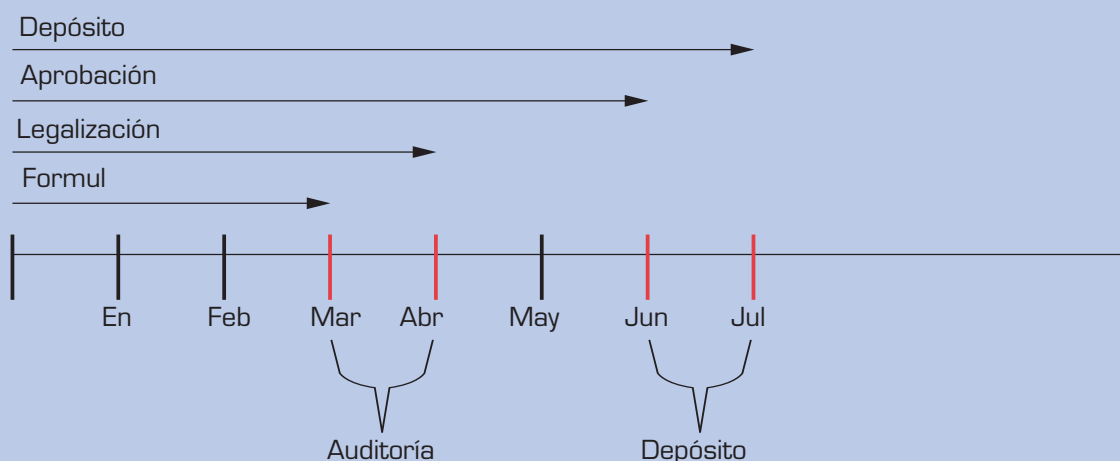 Depósito
Aprobación
Legalización
Formul
En Feb Mar Abr May Jun Jul
Auditoría Depósito